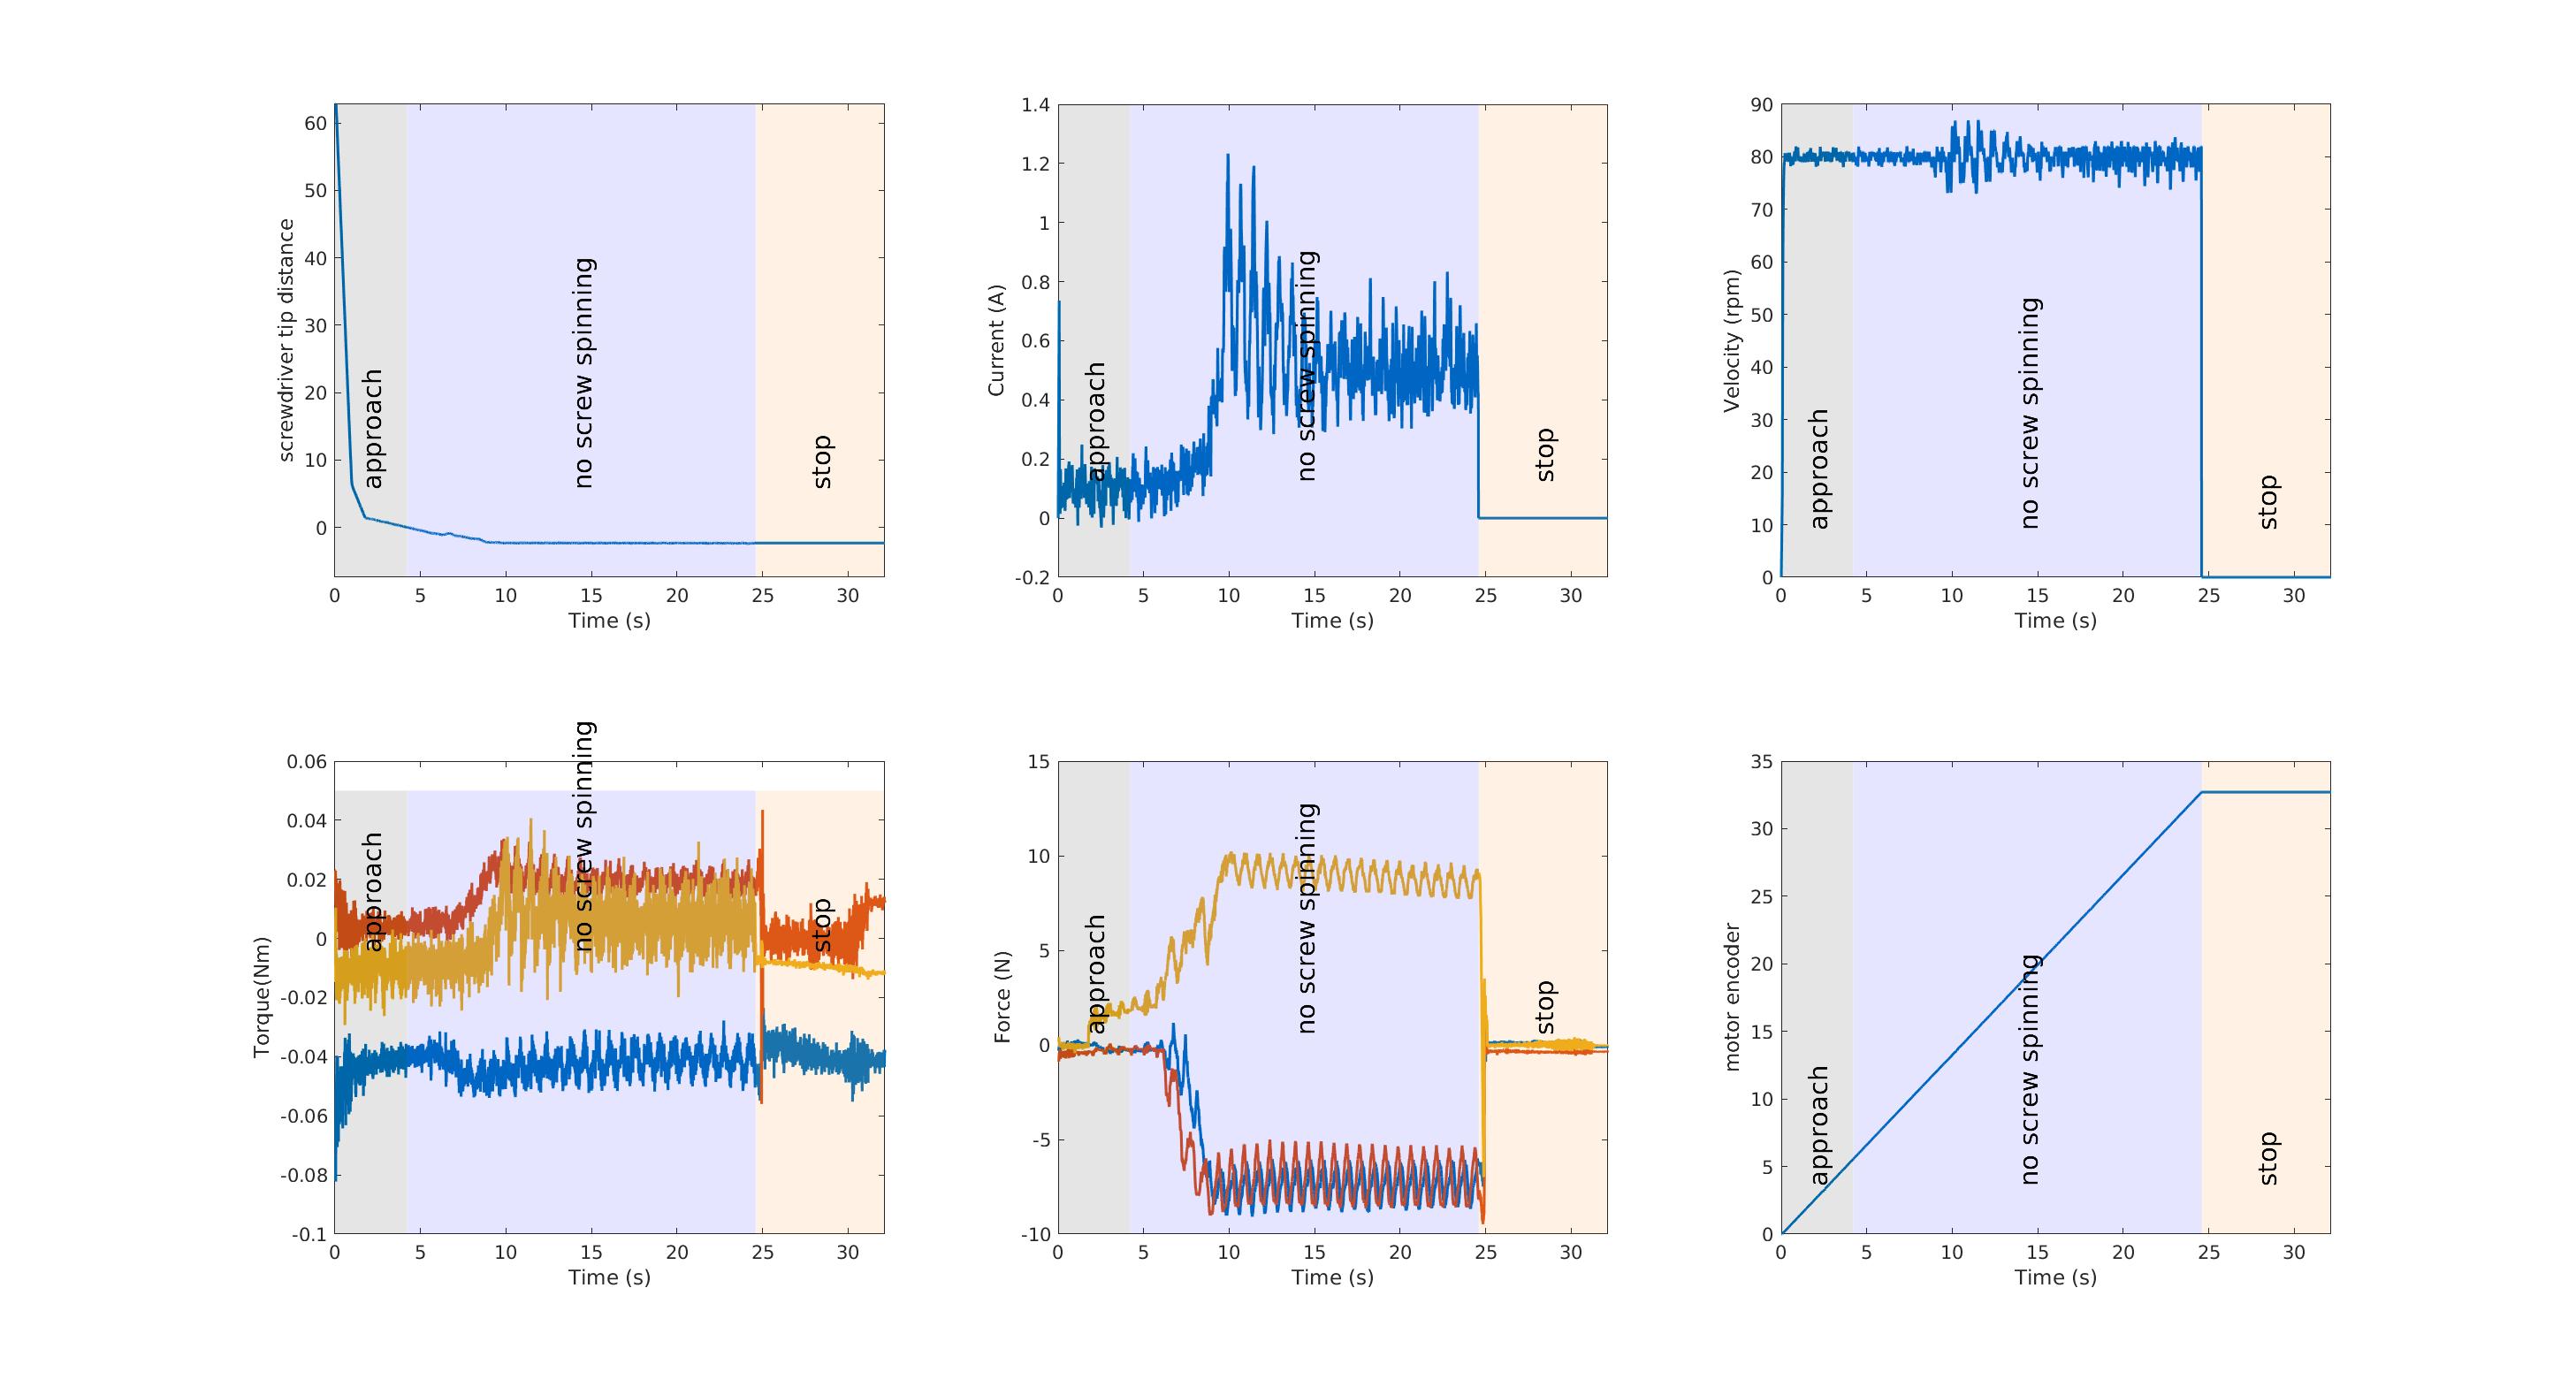 screwdriver tip distance
60
50
40
30
20
10
0
approach
no screw spinning
stop
0 5 10 15 20 25 30
Time (s)
Current (A)
1.4
1.2
1
0.8
0.6
0.4
0.2
0
-0.2
approach
no screw spinning
stop
0 5 10 15 20 25 30
Time (s)
Velocity (rpm)
90
80
70
60
50
40
30
20
10
0
approach
no screw spinning
stop
0 5 10 15 20 25 30
Time (s)
Torque(Nm)
0.06
0.04
0.02
0
-0.02
-0.04
-0.06
-0.08
-0.1
approach
no screw spinning
stop
0 5 10 15 20 25 30
Time (s)
Force (N)
15
10
5
0
-5
-10
approach
no screw spinning
stop
0 5 10 15 20 25 30
Time (s)
motor encoder
35
30
25
20
15
10
5
0
approach
no screw spinning
stop
0 5 10 15 20 25 30
Time (s)